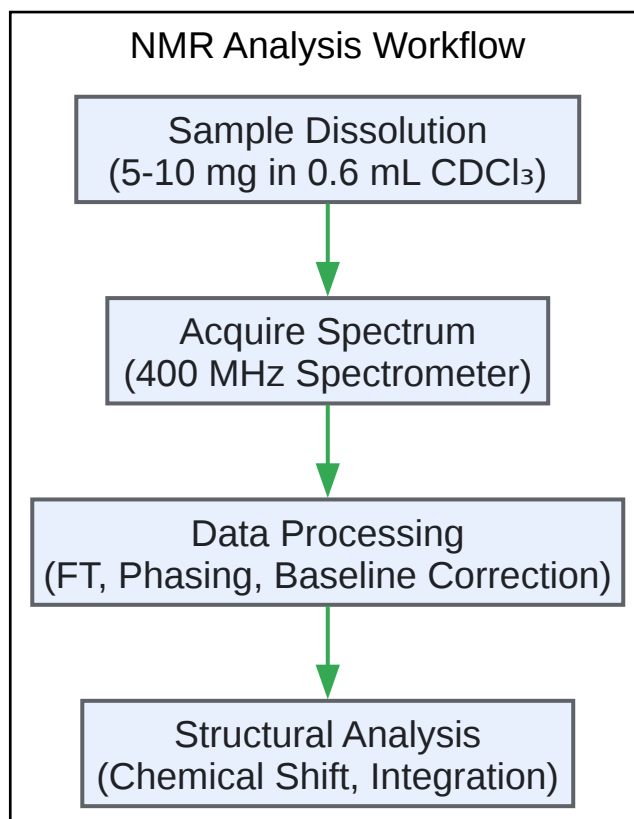 NMR Analysis Workflow
Sample Dissolution
(5-10 mg in 0.6 mL CDCl₃)
Acquire Spectrum
(400 MHz Spectrometer)
Data Processing
(FT, Phasing, Baseline Correction)
Structural Analysis
(Chemical Shift, Integration)